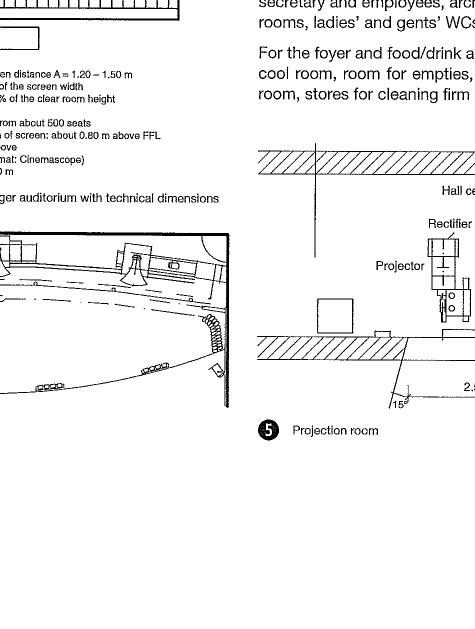 en distance A = 1.20 – 1.50 m
of the screen width
% of the clear room height
rom about 500 seats
of screen: about 0.80 m above FFL
ove
mat: Cinemascope)
m
ger auditorium with technical dimensions
secretary and employees,
rooms, ladies' and gents' WCs
For the foyer and food/drink a
cool room, room for empties,
room, stores for cleaning firm
Hall ce
Rectifier
Projector
15°
5 Projection room